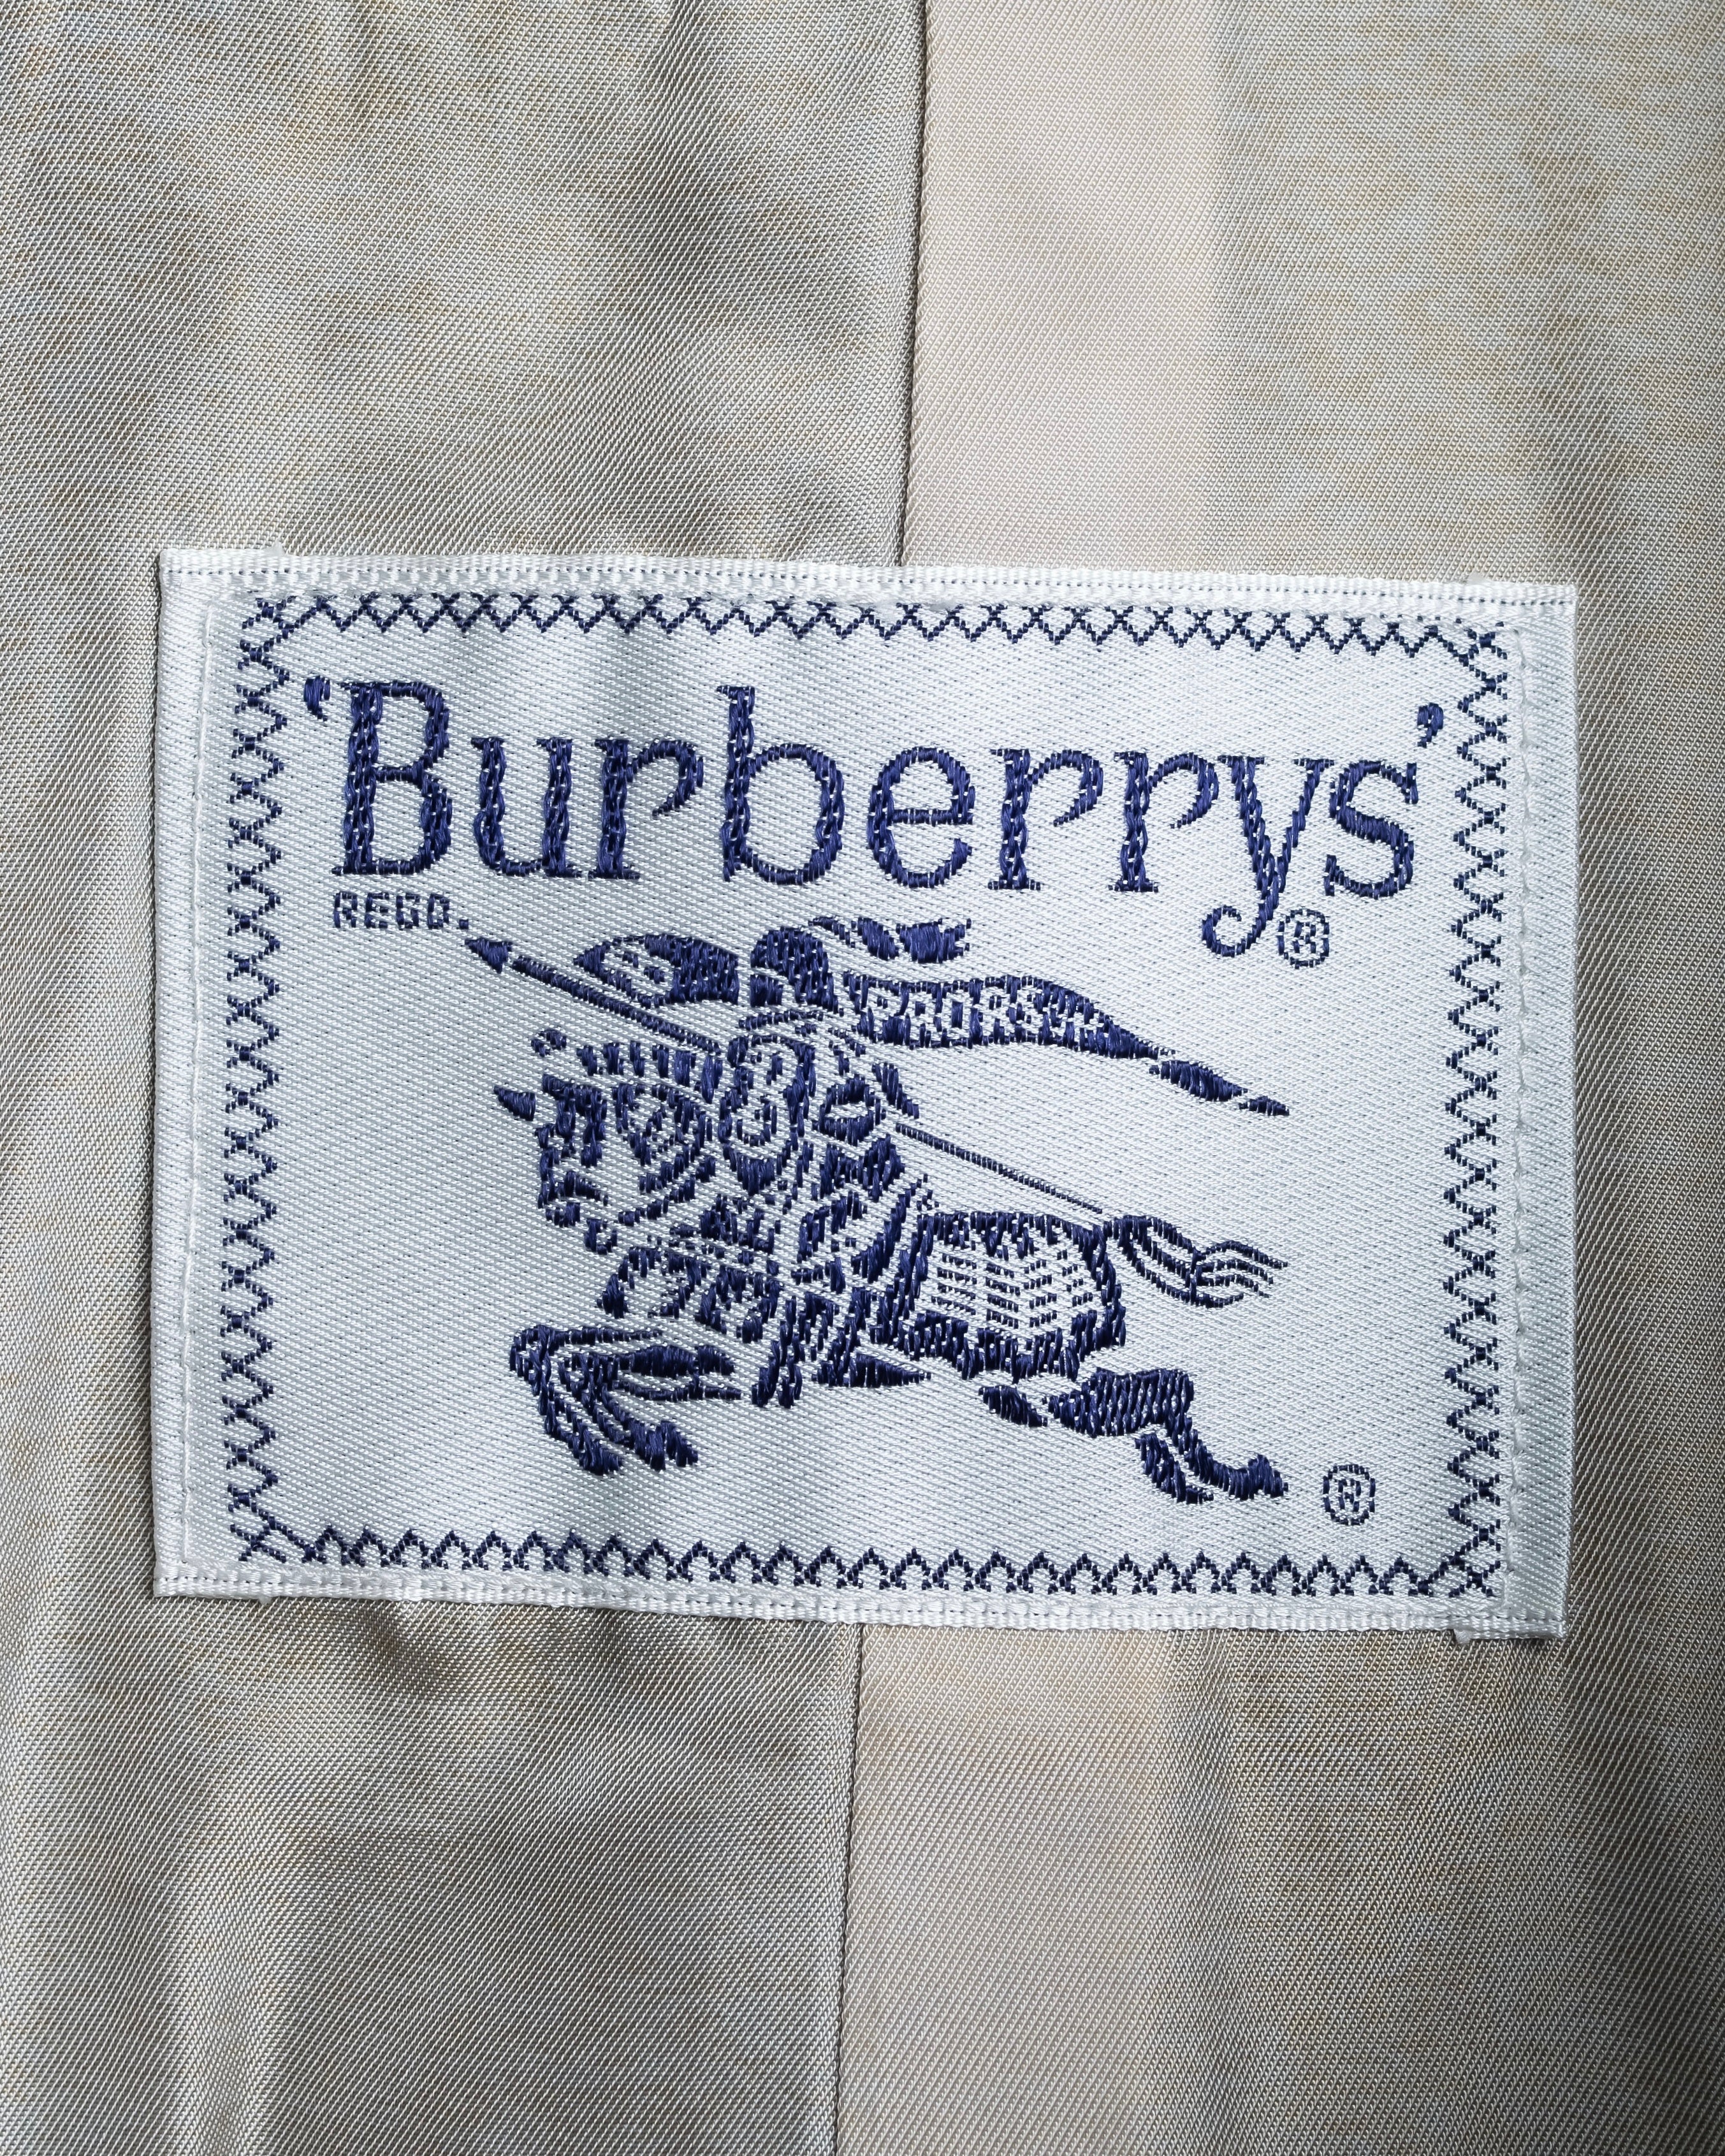 'Burberrys'
REGD. ®
PRORSUM
®